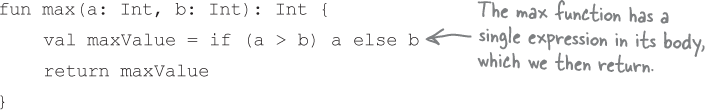 fun max(a: Int, b: Int): Int {
    val maxValue = if (a > b) a else b
    return maxValue
}
The max function has a
single expression in its body,
which we then return.